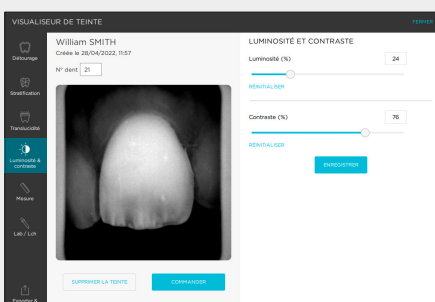 VISUALISEUR DE TEINTE
FERMER
Détourage
Stratification
Translucidité
Luminosité &
contraste
Mesure
Lab / Lch
Exporter &
William SMITH
Créée le 28/04/2022, 11:57
N° dent 21
SUPPRIMER LA TEINTE
COMMANDER
LUMINOSITÉ ET CONTRASTE
Luminosité (%) 24
RÉINITIALISER
Contraste (%) 76
RÉINITIALISER
ENREGISTRER